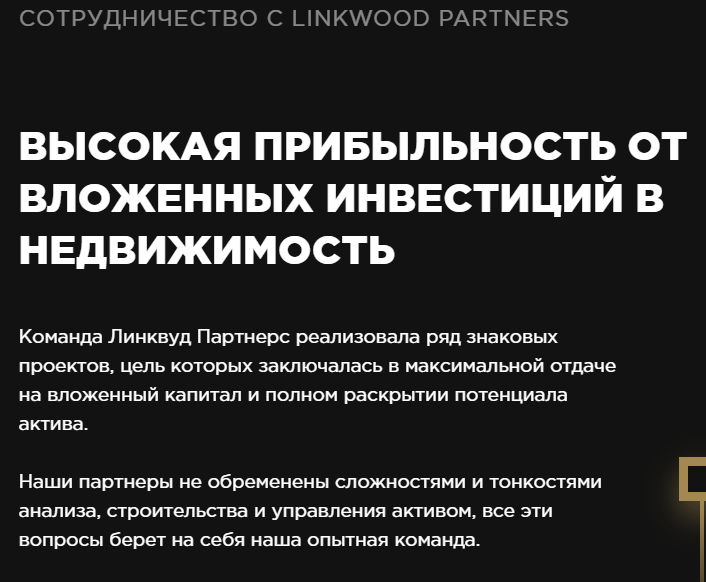 СОТРУДНИЧЕСТВО С LINKWOOD PARTNERS
ВЫСОКАЯ ПРИБЫЛЬНОСТЬ ОТ
ВЛОЖЕННЫХ ИНВЕСТИЦИЙ В
НЕДВИЖИМОСТЬ
Команда Линквуд Партнерс реализовала ряд знаковых
проектов, цель которых заключалась в максимальной отдаче
на вложенный капитал и полном раскрытии потенциала
актива.
Наши партнеры не обременены сложностями и тонкостями
анализа, строительства и управления активом, все эти
вопросы берет на себя наша опытная команда.